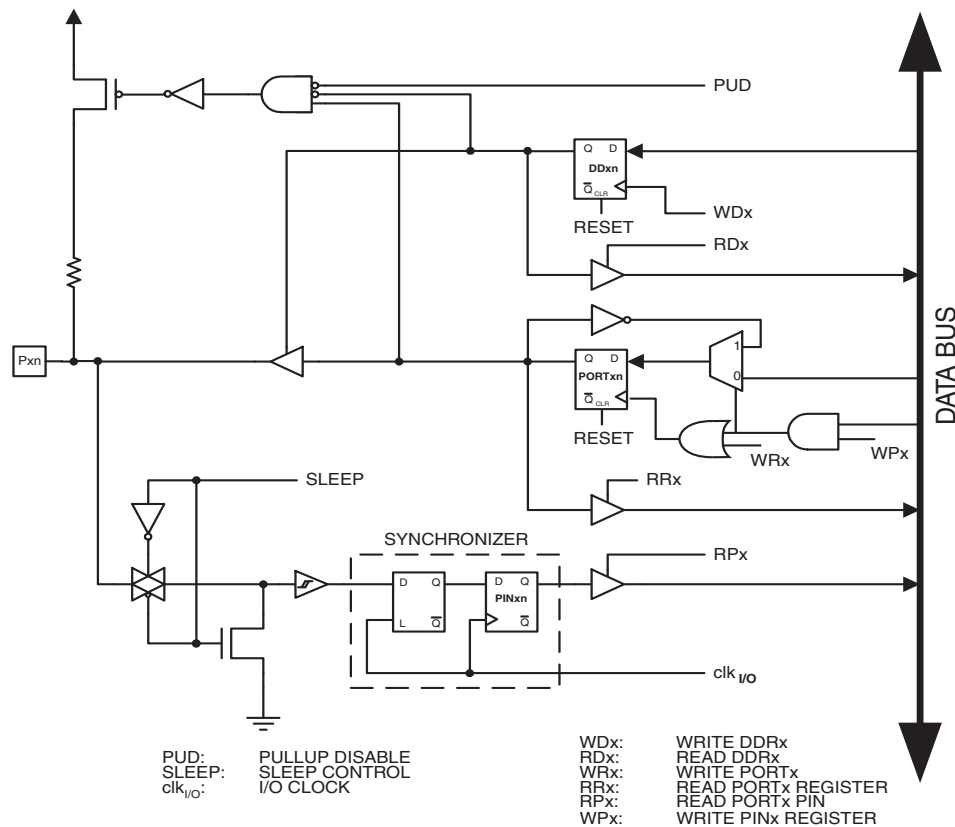 PUD
Q D
DDxn
Q CLR
WDx
RESET
RDx
Pxn
1
Q D
PORTxn
0
Q CLR
RESET
WRx
WPx
DATA BUS
SLEEP
RRx
SYNCHRONIZER
RPx
D Q
D Q
PINxn
L Q
Q
clk I/O
PUD: PULLUP DISABLE
SLEEP: SLEEP CONTROL
clkI/O: I/O CLOCK
WDx: WRITE DDRx
RDx: READ DDRx
WRx: WRITE PORTx
RRx: READ PORTx REGISTER
RPx: READ PORTx PIN
WPx: WRITE PINx REGISTER